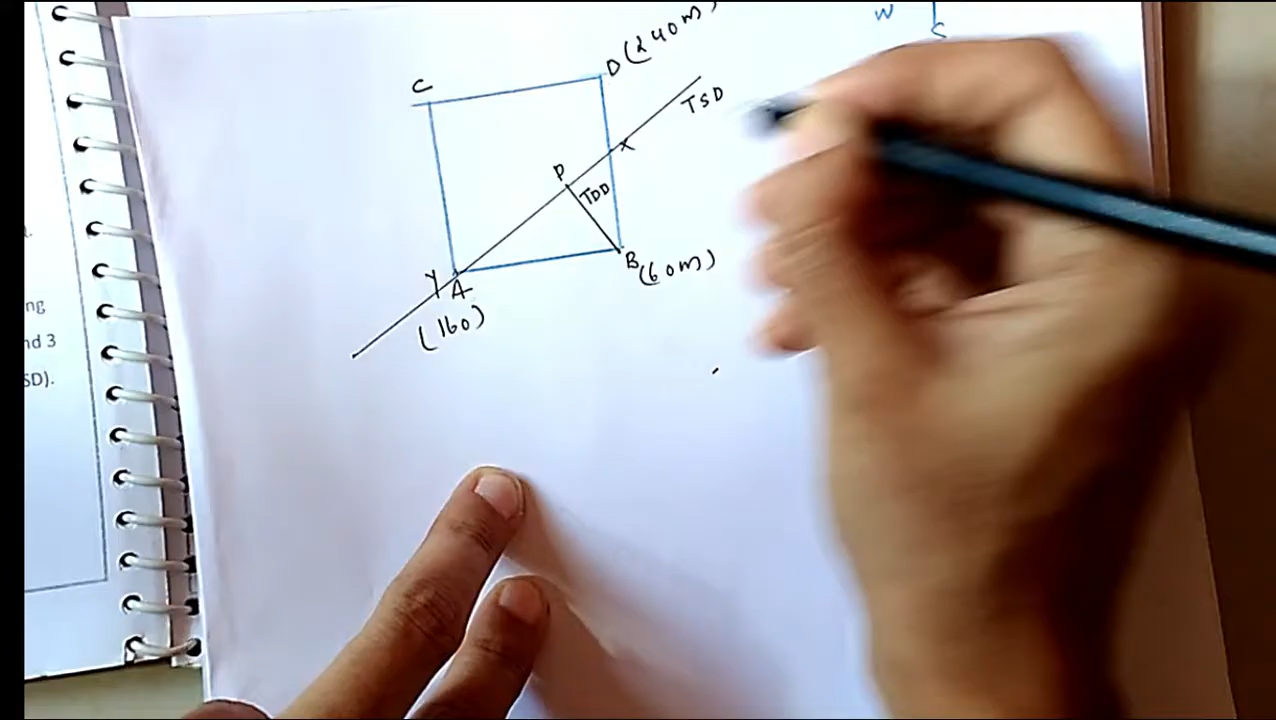 W
S
D (240m)
C
TSD
X
P
TDD
B (60m)
Y A
(160)
ng
nd 3
SD).